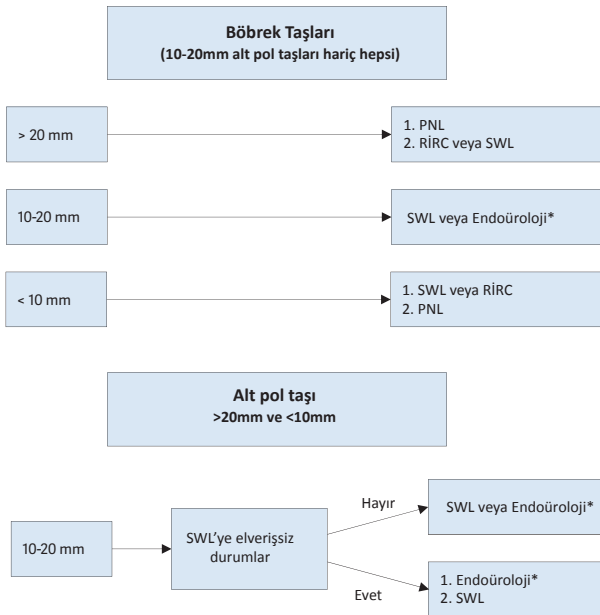 Böbrek Taşları
(10-20mm alt pol taşları hariç hepsi)
> 20 mm
1. PNL
2. RİRC veya SWL
10-20 mm
SWL veya Endoüroloji*
< 10 mm
1. SWL veya RİRC
2. PNL
Alt pol taşı
>20mm ve <10mm
10-20 mm
SWL'ye elverişsiz
durumlar
Hayır
SWL veya Endoüroloji*
Evet
1. Endoüroloji*
2. SWL